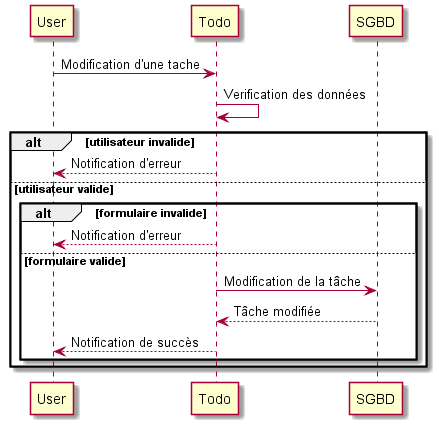 User Todo SGBD
Modification d'une tache
Verification des données
alt [utilisateur invalide]
Notification d'erreur
[utilisateur valide]
alt [formulaire invalide]
Notification d'erreur
[formulaire valide]
Modification de la tâche
Tâche modifiée
Notification de succès
User Todo SGBD